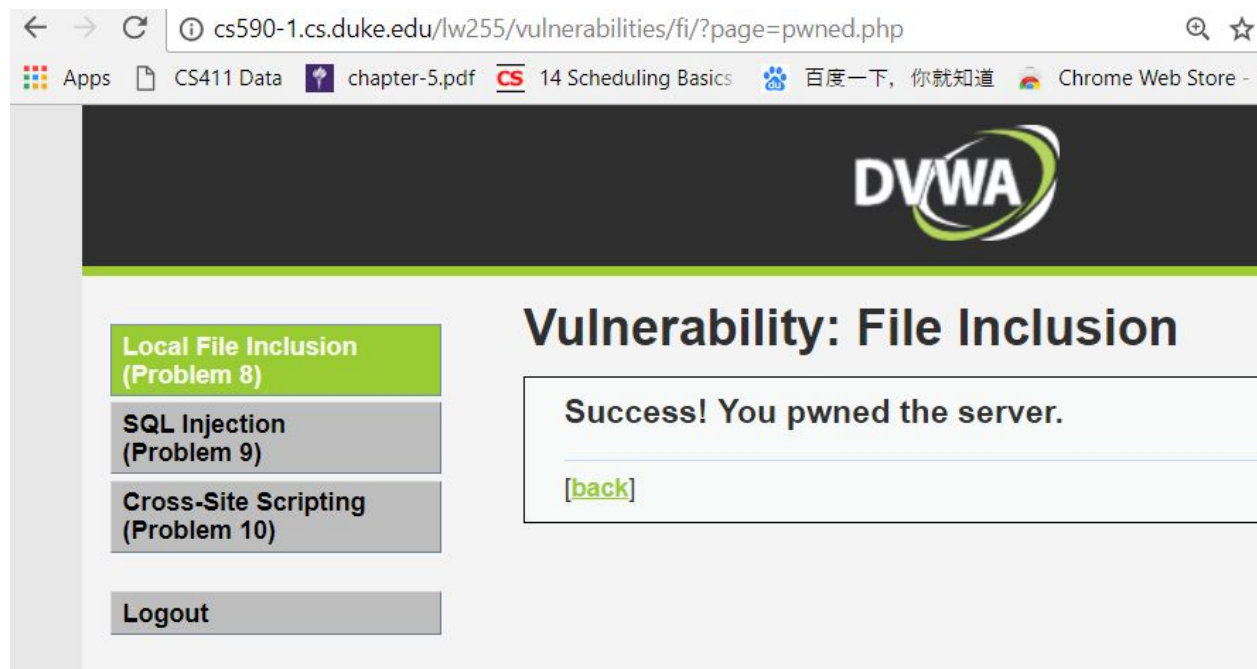 cs590-1.cs.duke.edu/lw255/vulnerabilities/fi/?page=pwned.php
Apps CS411 Data chapter-5.pdf CS 14 Scheduling Basics 百度一下，你就知道 Chrome Web Store -
DVWA
Local File Inclusion
(Problem 8)
SQL Injection
(Problem 9)
Cross-Site Scripting
(Problem 10)
Logout
Vulnerability: File Inclusion
Success! You pwned the server.
[back]